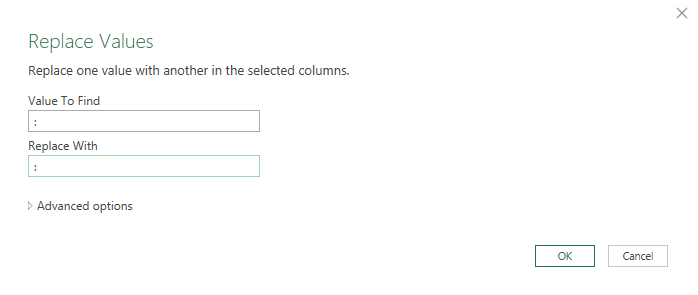 Replace Values
Replace one value with another in the selected columns.
Value To Find
:
Replace With
:
Advanced options
OK
Cancel